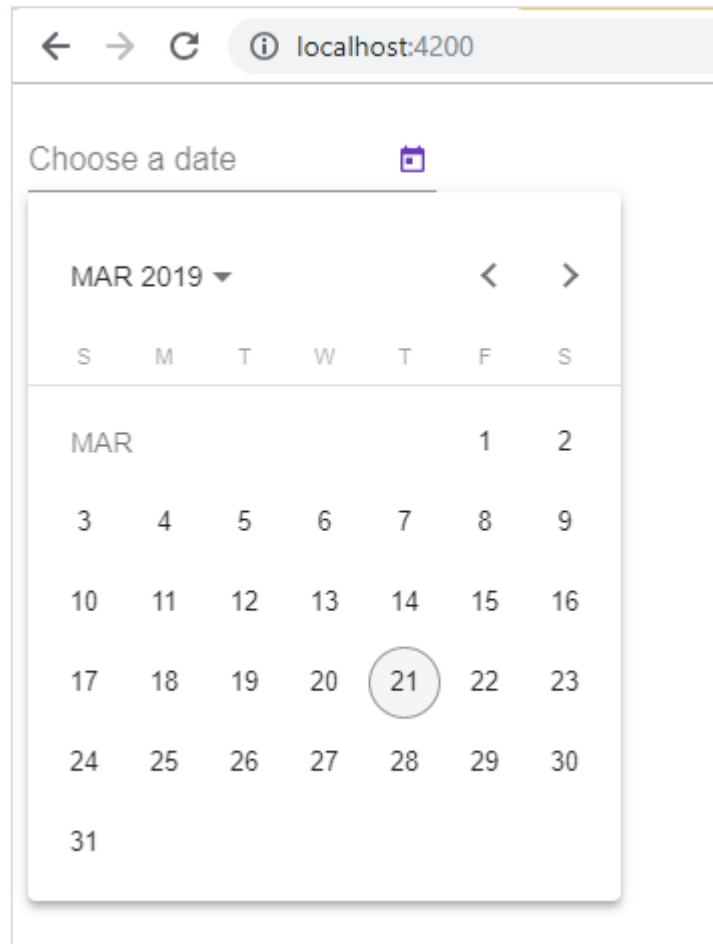 localhost:4200
Choose a date
MAR 2019
S M T W T F S
MAR 1 2
3 4 5 6 7 8 9
10 11 12 13 14 15 16
17 18 19 20 21 22 23
24 25 26 27 28 29 30
31